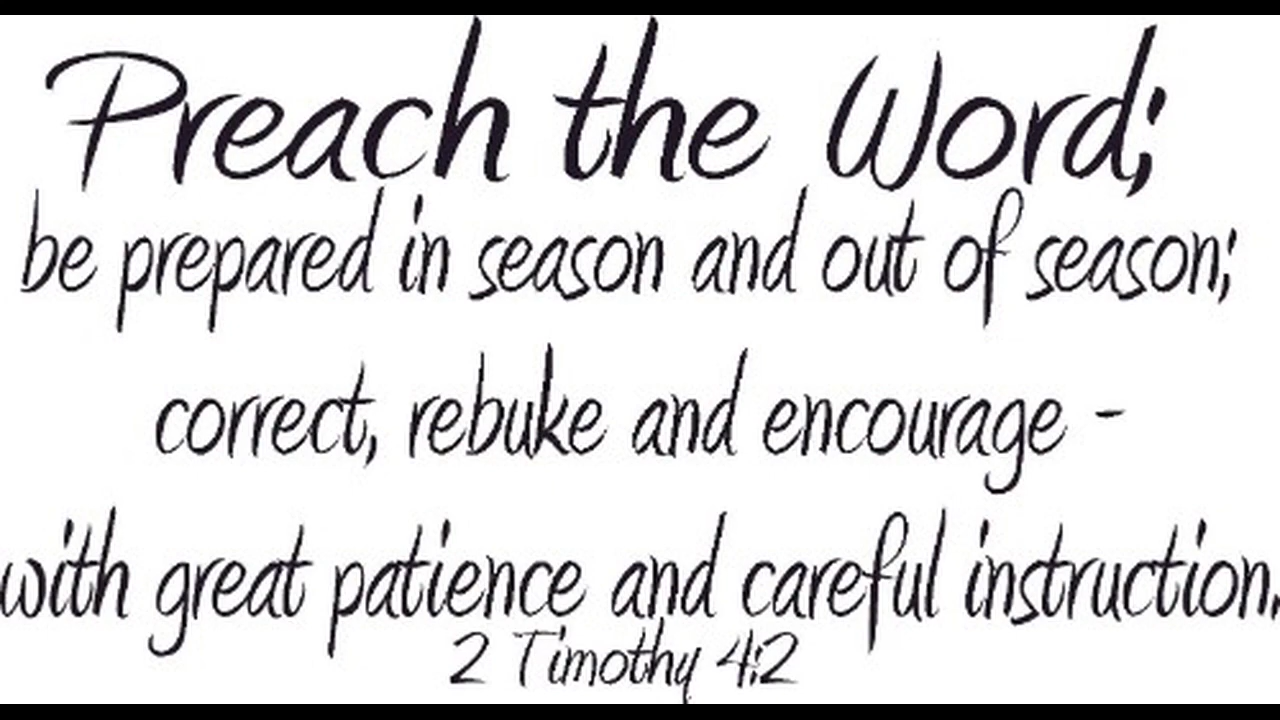 Preach the Word;
be prepared in season and out of season;
correct, rebuke and encourage -
with great patience and careful instruction.
2 Timothy 4:2